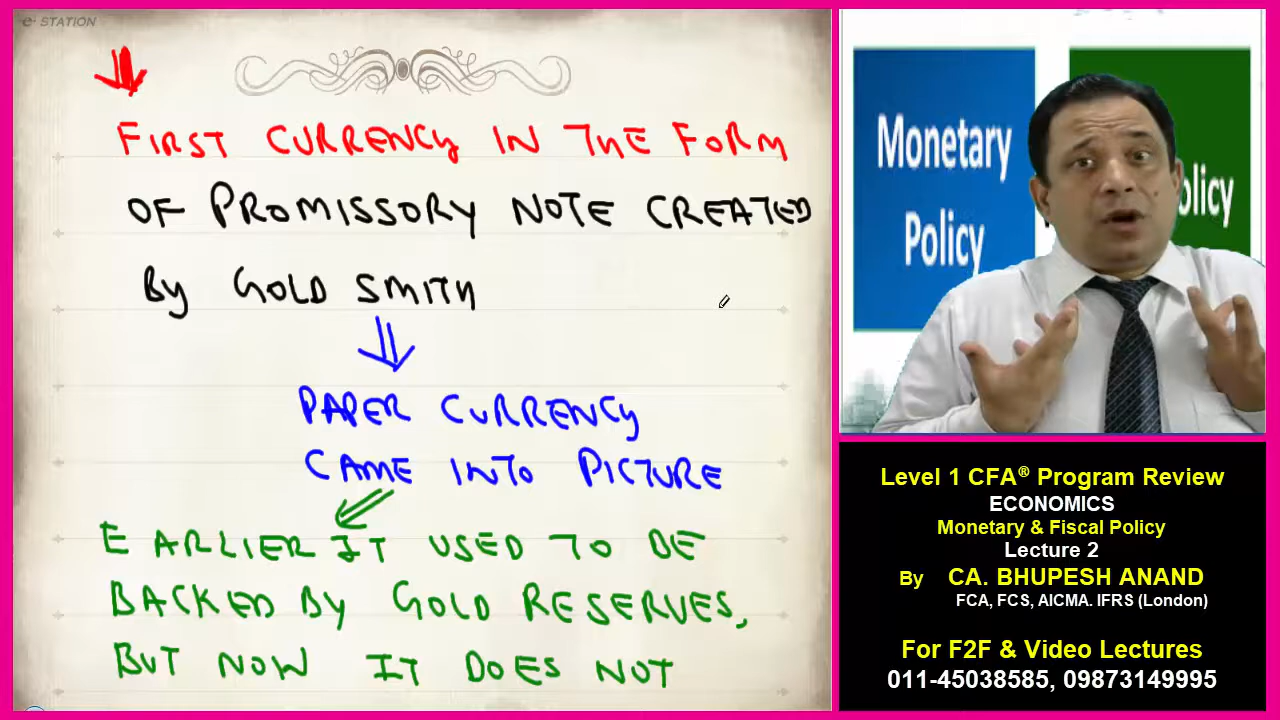 e-STATION
FIRST CURRENCY IN THE FORM
OF PROMISSORY NOTE CREATED
By GOLD SMITH
PAPER CURRENCY
CAME INTO PICTURE
EARLIER IT USED TO BE
BACKED BY GOLD RESERVES,
BUT NOW IT DOES NOT
Monetary
Policy
olicy
Level 1 CFA® Program Review
ECONOMICS
Monetary & Fiscal Policy
Lecture 2
By CA. BHUPESH ANAND
FCA, FCS, AICMA. IFRS (London)
For F2F & Video Lectures
011-45038585, 09873149995